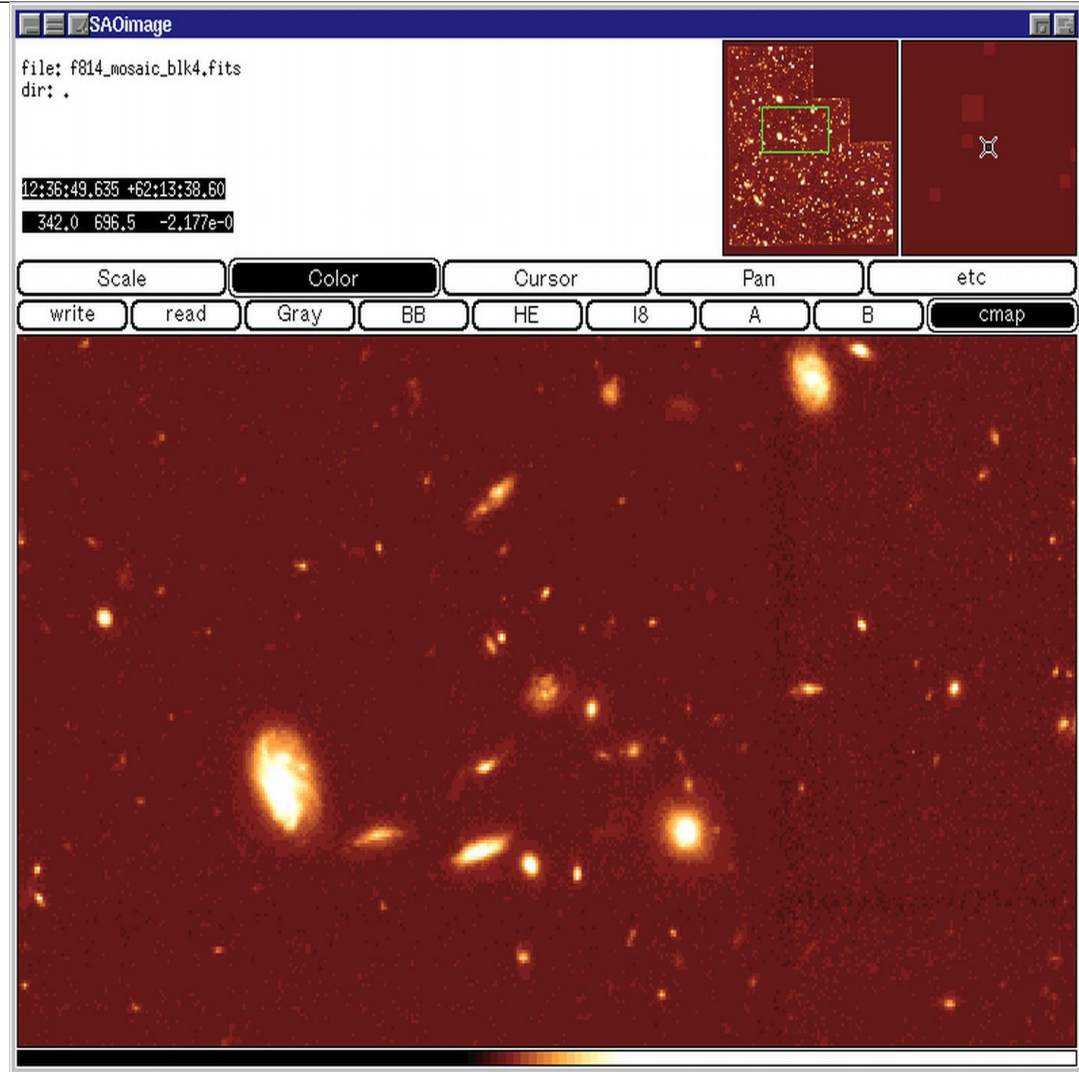 SAOimage
file: f814_mosaic_blk4.fits
dir: .
12:36:49.635 +62:13:38.60
342.0 696.5 -2.177e-0
Scale Color Cursor Pan etc
write read Gray BB HE I8 A B cmap